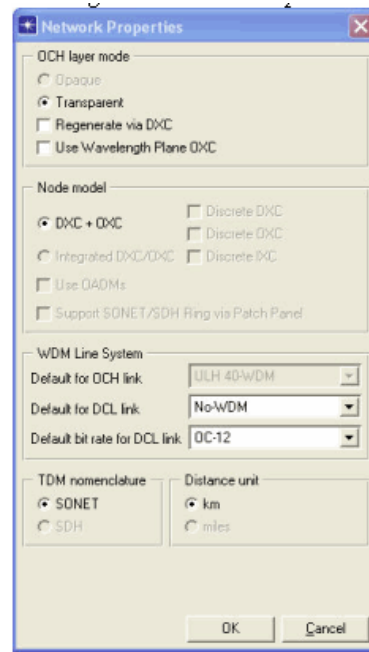 Network Properties
OCH layer mode
Opaque
Transparent
Regenerate via DXC
Use Wavelength Plane OXC
Node model
DXC + OXC
Discrete DXC
Discrete OXC
Integrated DXC/OXC
Discrete IXC
Use OADMs
Support SONET/SDH Ring via Patch Panel
WDM Line System
Default for OCH link
ULH 40-WDM
Default for DCL link
No-WDM
Default bit rate for DCL link
OC-12
TDM nomenclature
Distance unit
SONET
km
SDH
miles
OK
Cancel